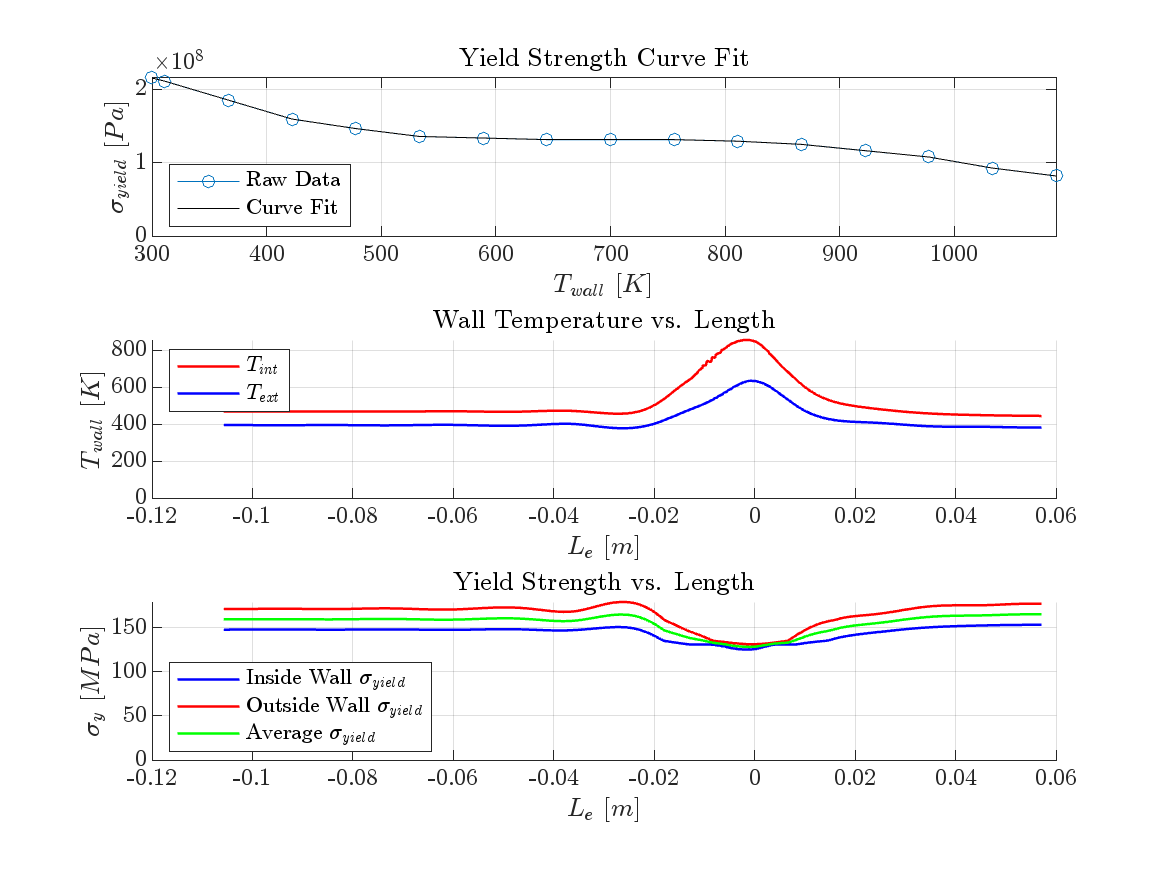 Yield Strength Curve Fit
×10⁸
2
1
0
σ_yield [Pa]
Raw Data
Curve Fit
300 400 500 600 700 800 900 1000
T_wall [K]
Wall Temperature vs. Length
800
600
400
200
0
T_wall [K]
T_int
T_ext
-0.12 -0.1 -0.08 -0.06 -0.04 -0.02 0 0.02 0.04 0.06
L_e [m]
Yield Strength vs. Length
150
100
50
0
σ_y [MPa]
Inside Wall σ_yield
Outside Wall σ_yield
Average σ_yield
-0.12 -0.1 -0.08 -0.06 -0.04 -0.02 0 0.02 0.04 0.06
L_e [m]